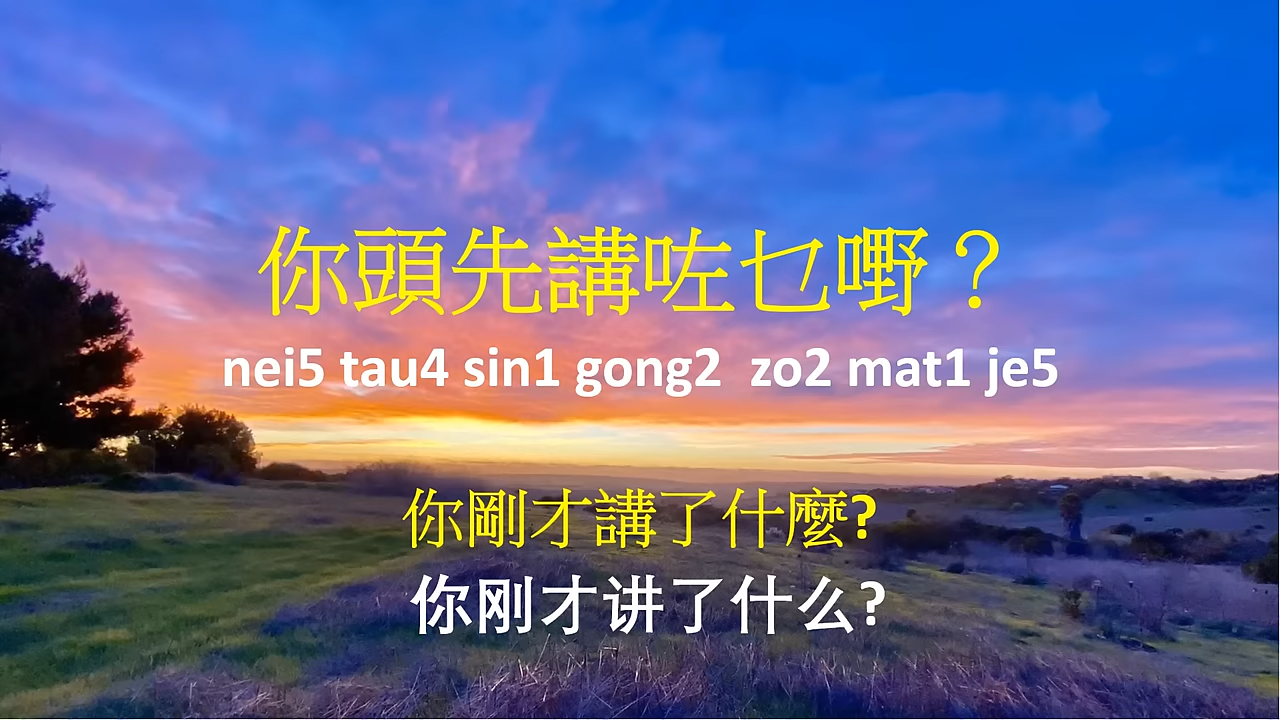 你頭先講咗乜嘢？
nei5 tau4 sin1 gong2  zo2 mat1 je5
你剛才講了什麼?
你刚才讲了什么?